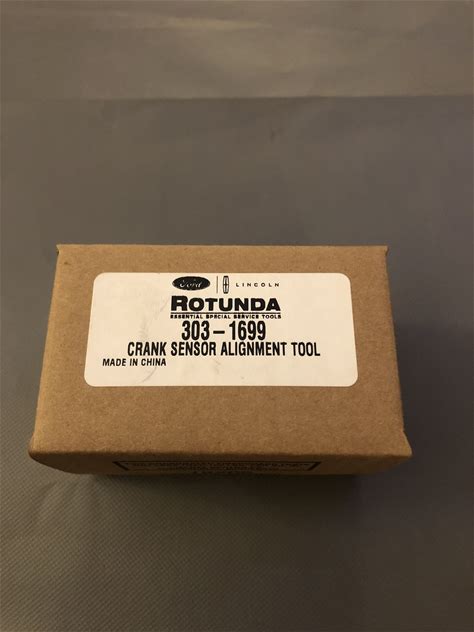 Ford LINCOLN
ROTUNDA
ESSENTIAL SPECIAL SERVICE TOOLS
303-1699
CRANK SENSOR ALIGNMENT TOOL
MADE IN CHINA